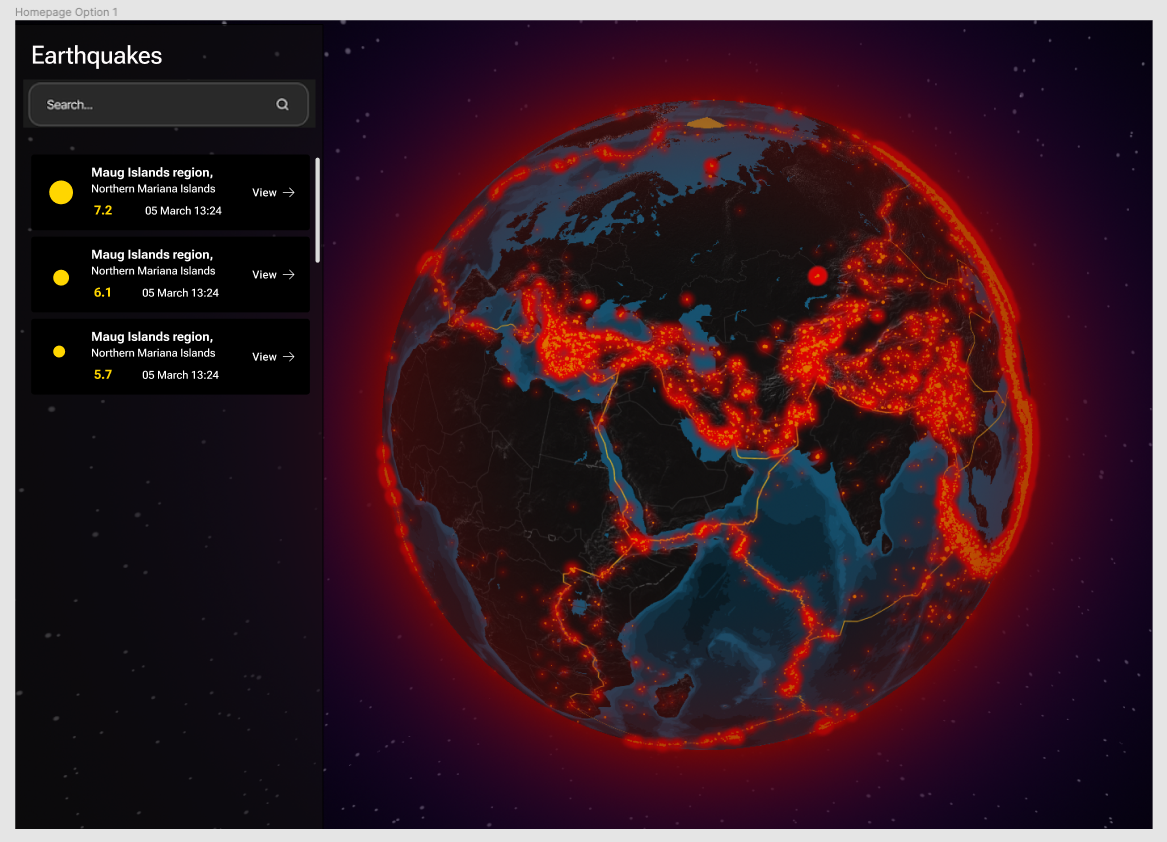 Homepage Option 1
Earthquakes
Search...
Maug Islands region,
Northern Mariana Islands
7.2 05 March 13:24
View →
Maug Islands region,
Northern Mariana Islands
6.1 05 March 13:24
View →
Maug Islands region,
Northern Mariana Islands
5.7 05 March 13:24
View →